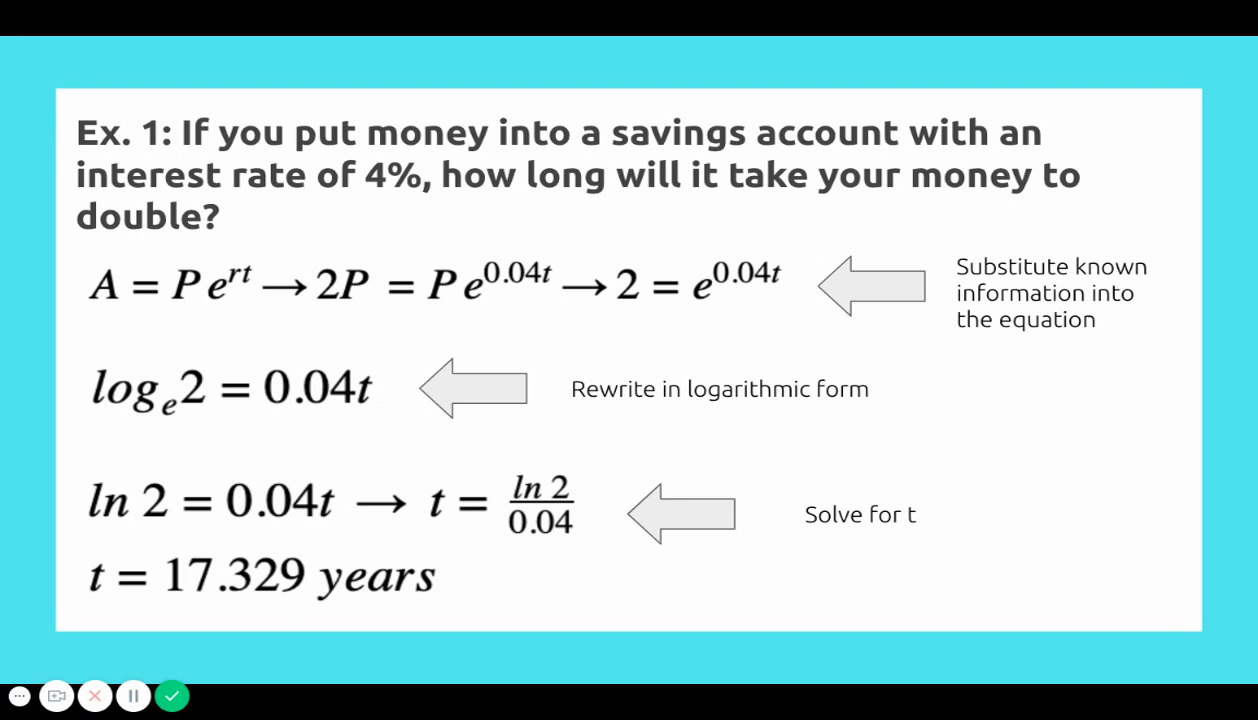 Ex. 1: If you put money into a savings account with an
interest rate of 4%, how long will it take your money to
double?
A = Pe^{rt} → 2P = Pe^{0.04t} → 2 = e^{0.04t}
Substitute known
information into
the equation
log_e 2 = 0.04t
Rewrite in logarithmic form
ln 2 = 0.04t → t = \frac{ln 2}{0.04}
Solve for t
t = 17.329 years